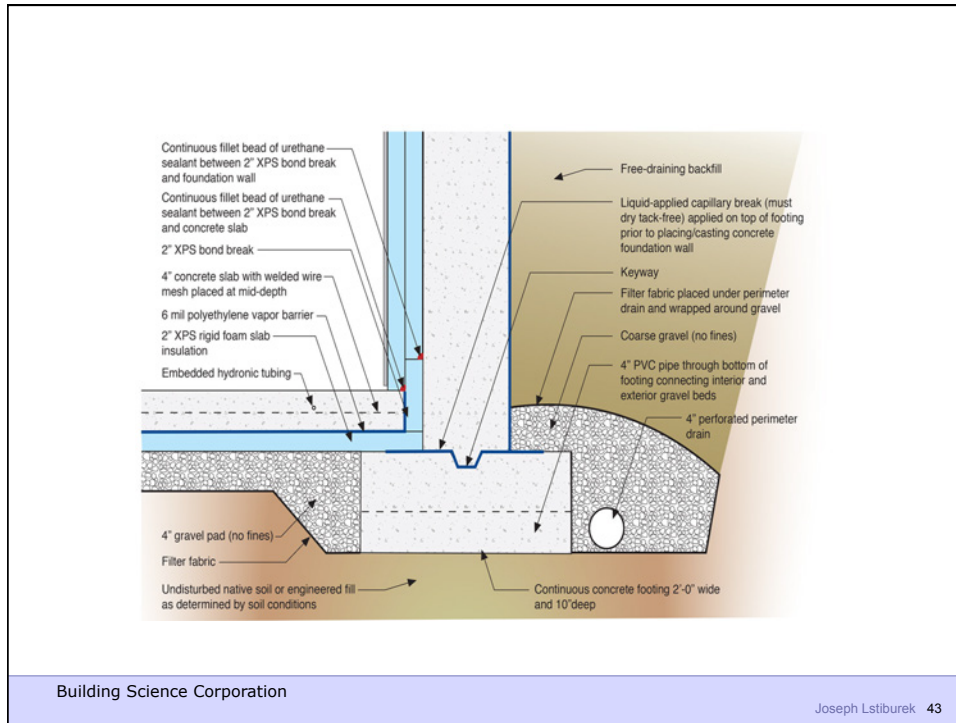 Continuous fillet bead of urethane
sealant between 2” XPS bond break
and foundation wall
Continuous fillet bead of urethane
sealant between 2” XPS bond break
and concrete slab
2” XPS bond break
4” concrete slab with welded wire
mesh placed at mid-depth
6 mil polyethylene vapor barrier
2” XPS rigid foam slab
insulation
Embedded hydronic tubing
4” gravel pad (no fines)
Filter fabric
Undisturbed native soil or engineered fill
as determined by soil conditions
Free-draining backfill
Liquid-applied capillary break (must
dry tack-free) applied on top of footing
prior to placing/casting concrete
foundation wall
Keyway
Filter fabric placed under perimeter
drain and wrapped around gravel
Coarse gravel (no fines)
4” PVC pipe through bottom of
footing connecting interior and
exterior gravel beds
4” perforated perimeter
drain
Continuous concrete footing 2’-0” wide
and 10”deep
Building Science Corporation
Joseph Lstiburek 43